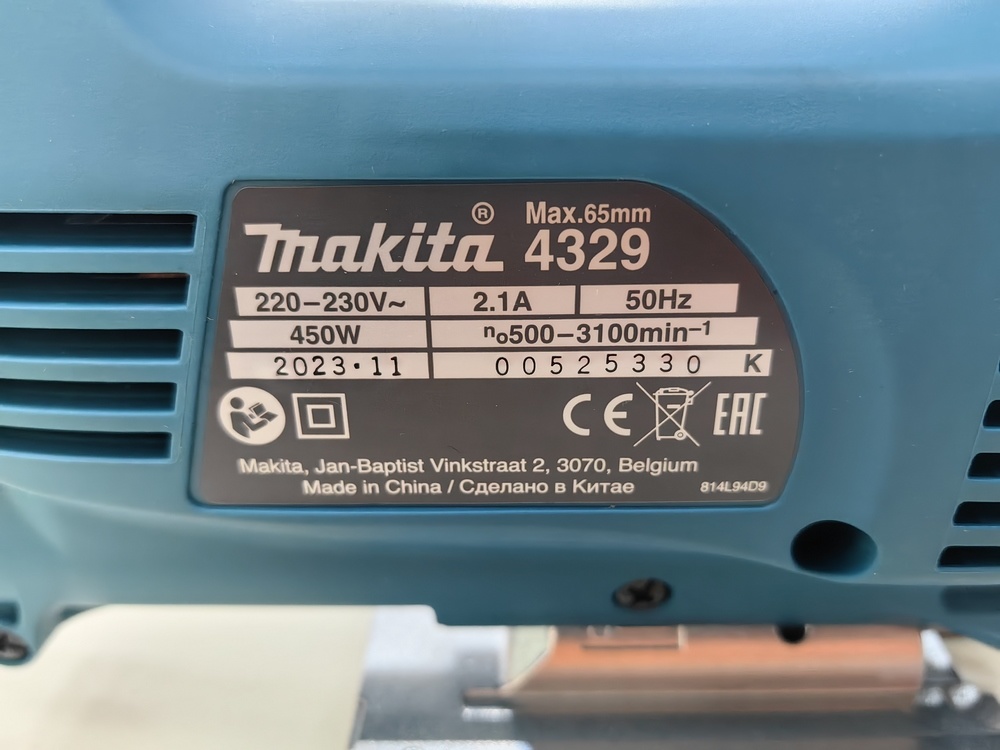 Makita ® Max.65mm
4329
220–230V~ 2.1A 50Hz
450W no500–3100min⁻¹
2023·11 00525330 K
CE EAC
Makita, Jan-Baptist Vinkstraat 2, 3070, Belgium
Made in China / Сделано в Китае 814L94D9